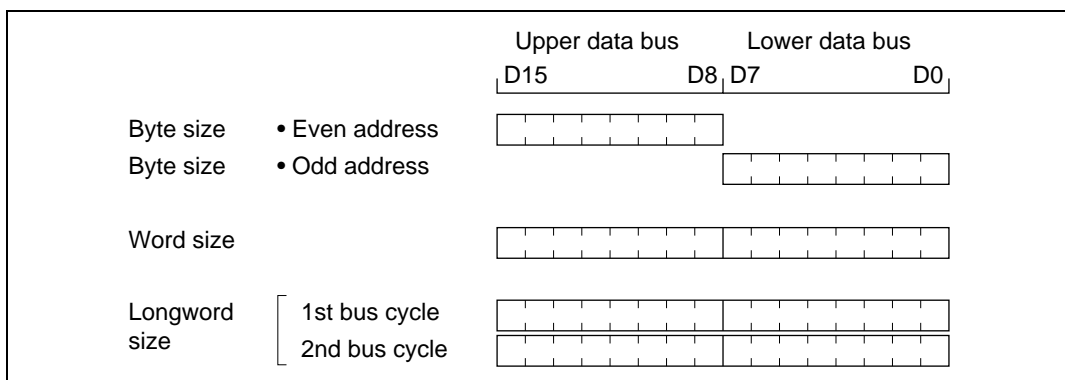 Upper data bus Lower data bus
D15 D8 D7 D0
Byte size • Even address
Byte size • Odd address
Word size
Longword size 1st bus cycle
2nd bus cycle